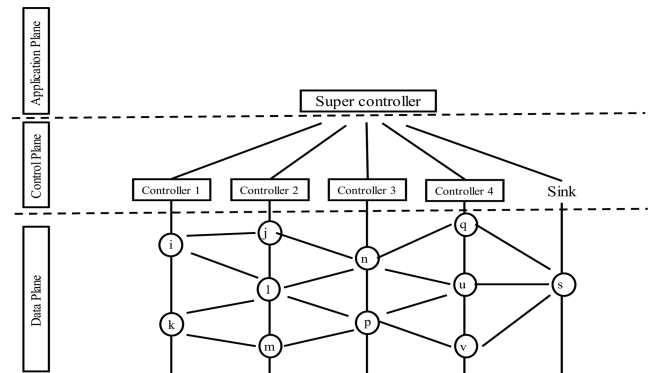 Application Plane
Super controller
Control Plane
Controller 1
Controller 2
Controller 3
Controller 4
Sink
Data Plane
i
j
n
q
l
u
s
k
p
m
v